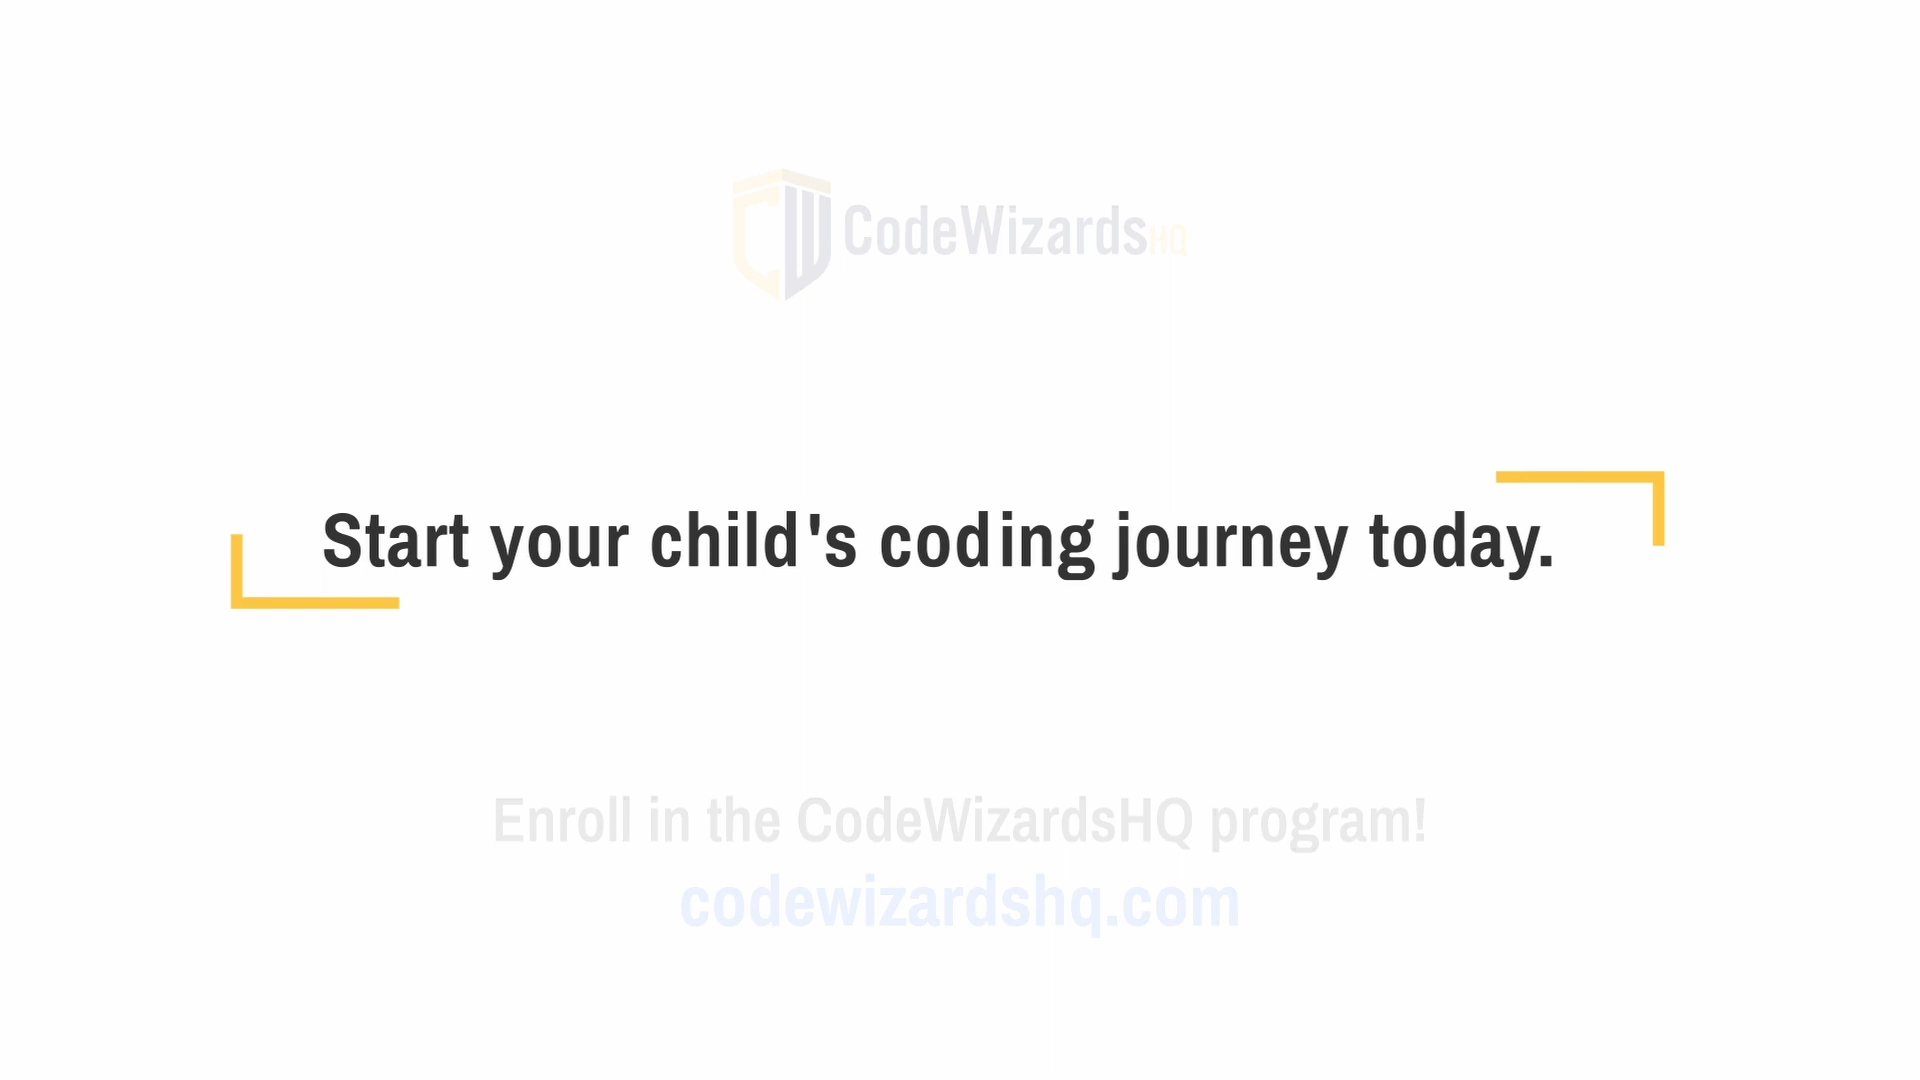 CodeWizardsHQ
Start your child's coding journey today.
Enroll in the CodeWizardsHQ program!
codewizardshq.com